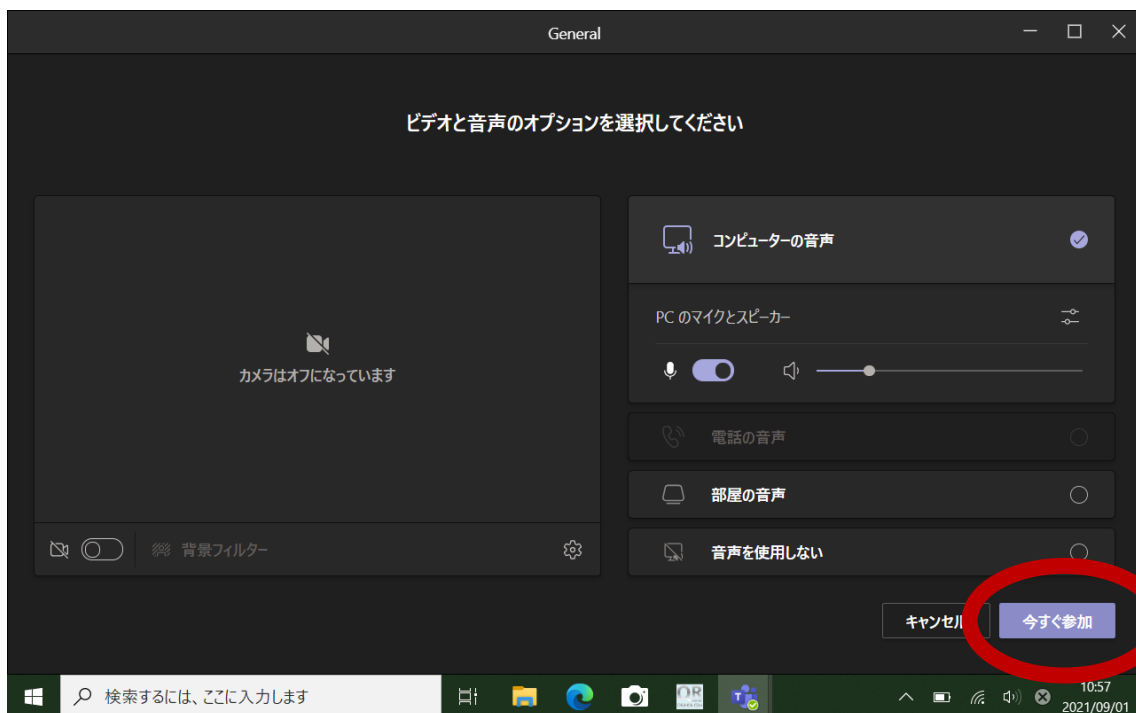 General
ビデオと音声のオプションを選択してください
コンピューターの音声
PC のマイクとスピーカー
カメラはオフになっています
電話の音声
部屋の音声
背景フィルター
音声を使用しない
キャンセル
今すぐ参加
検索するには、ここに入力します
QR
10:57
2021/09/01